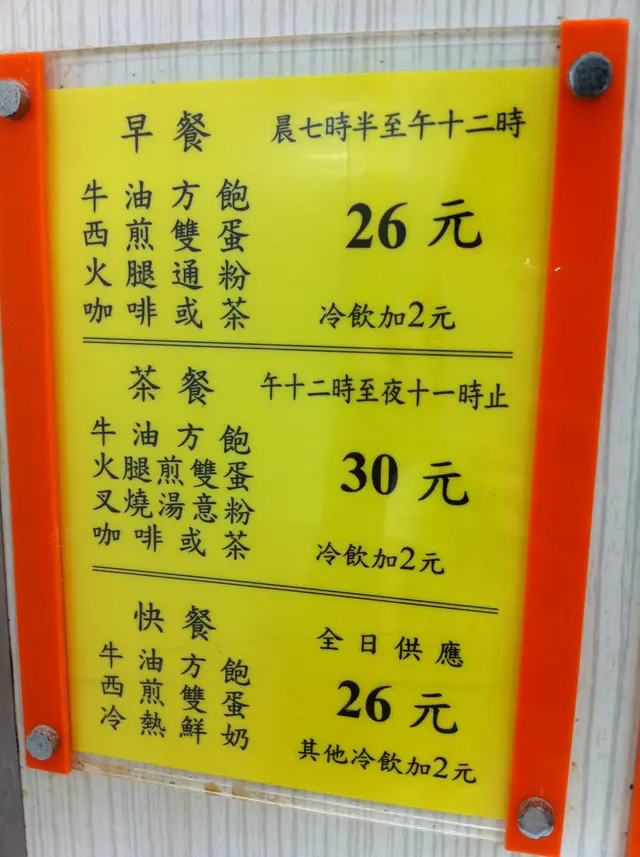 早餐 晨七時半至午十二時
牛油方飽
西煎雙蛋 26元
火腿通粉
咖啡或茶 冷飲加2元
茶餐 午十二時至夜十一時止
牛油方飽
火腿煎雙蛋 30元
叉燒湯意粉
咖啡或茶 冷飲加2元
快餐 全日供應
牛油方飽
西煎雙蛋 26元
冷熱鮮奶 其他冷飲加2元